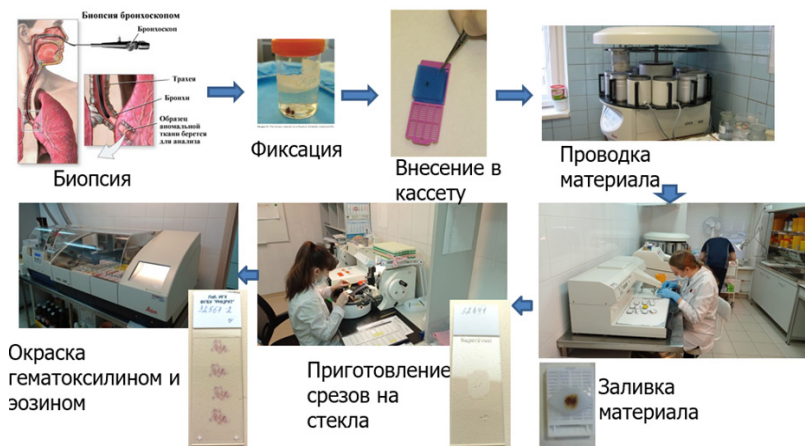 Биопсия бронхоскопом
Бронхоскоп
Трахея
Бронхи
Образец
аномальной
ткани берется
для анализа
Биопсия
Фиксация
Внесение в
кассету
Проводка
материала
Заливка
материала
Приготовление
срезов на
стекла
Окраска
гематоксилином и
эозином